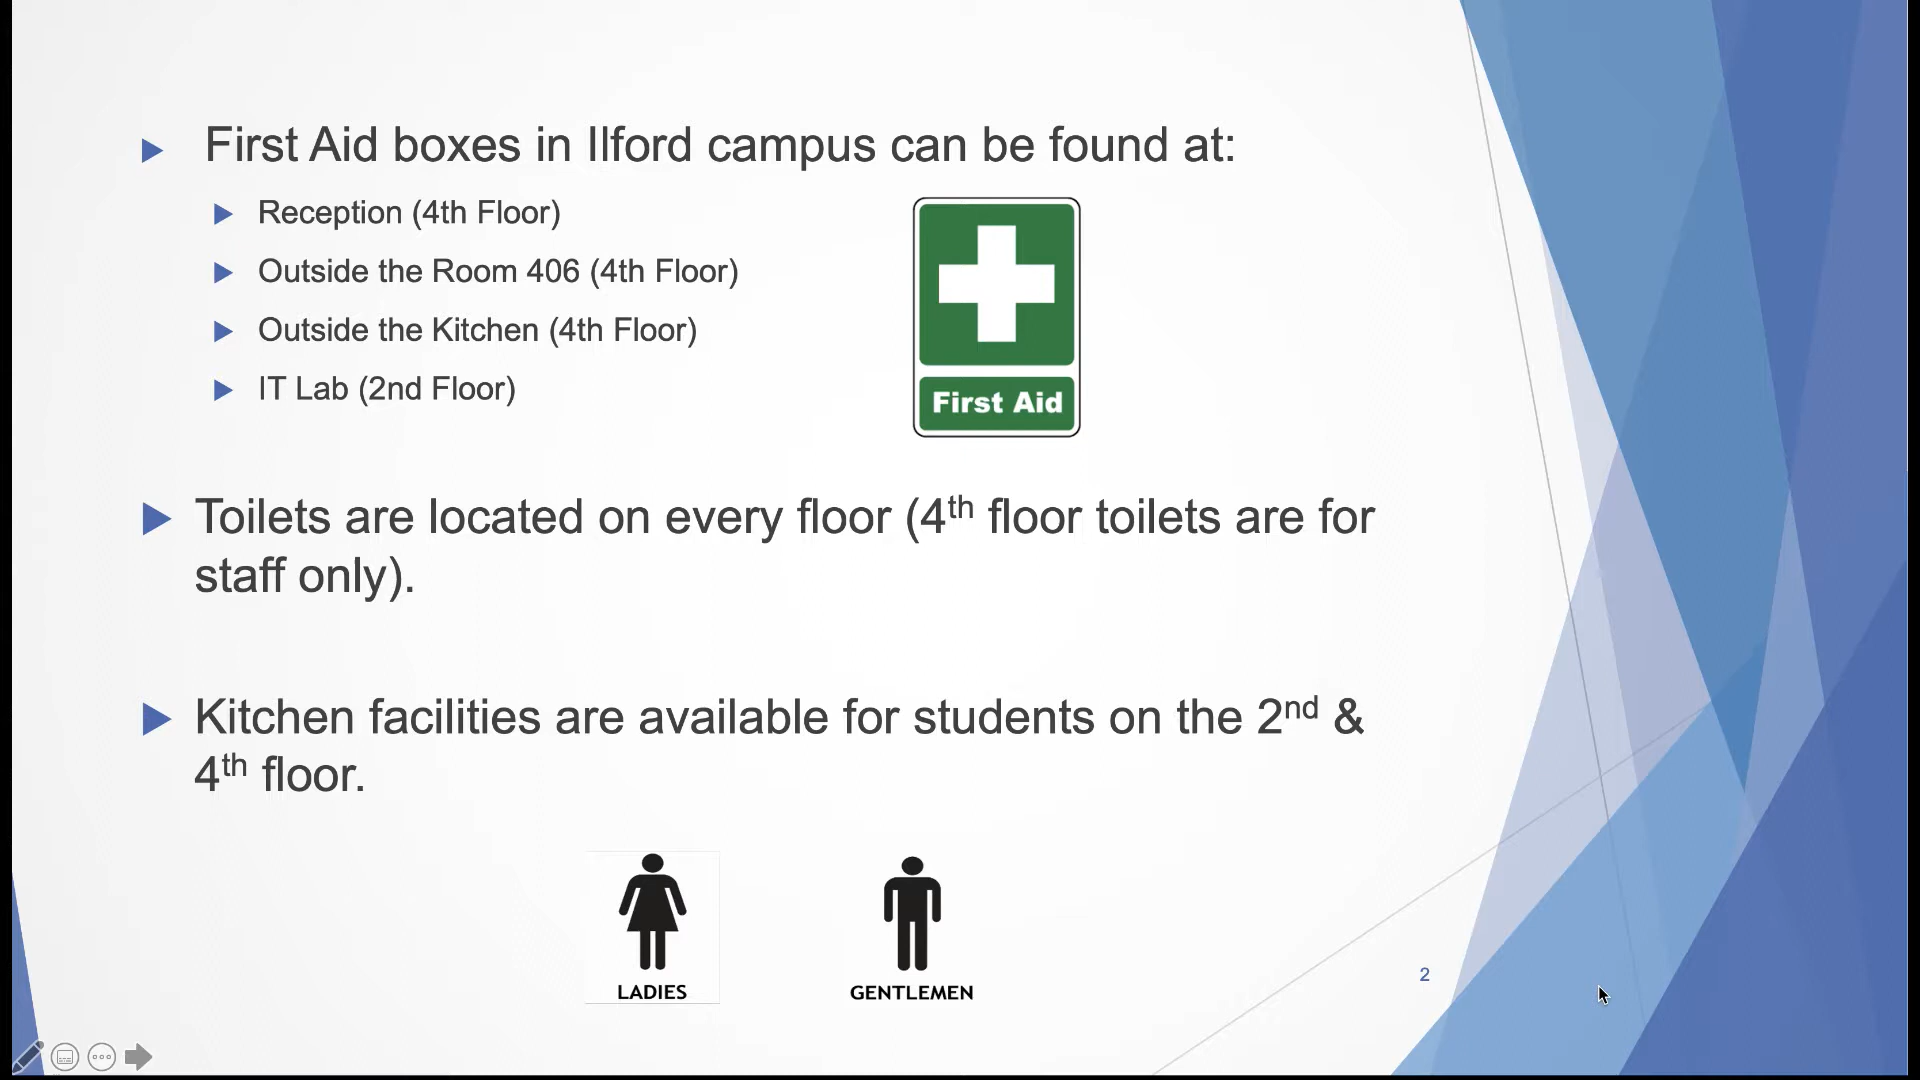 First Aid boxes in Ilford campus can be found at:
Reception (4th Floor)
Outside the Room 406 (4th Floor)
Outside the Kitchen (4th Floor)
IT Lab (2nd Floor)
First Aid
Toilets are located on every floor (4th floor toilets are for
staff only).
Kitchen facilities are available for students on the 2nd &
4th floor.
LADIES
GENTLEMEN
2